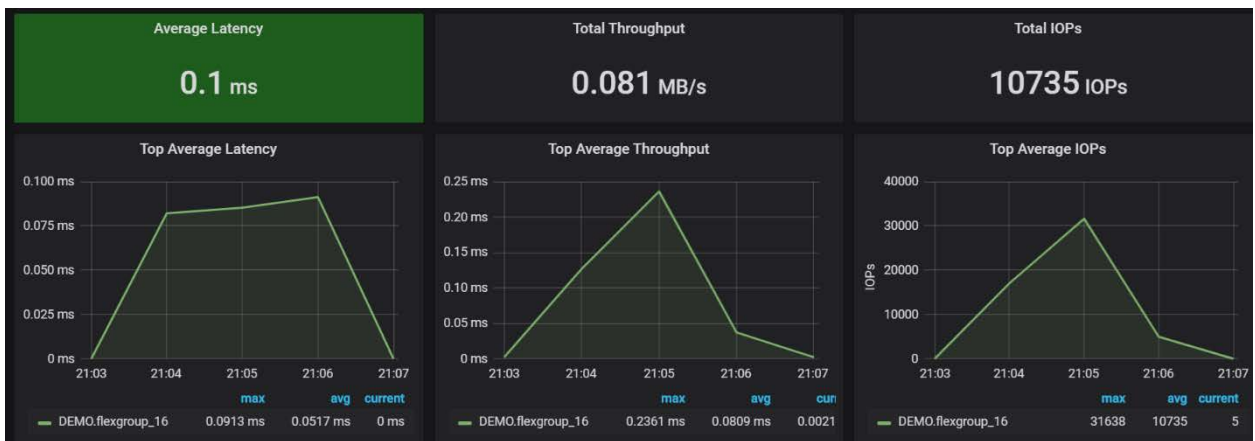 Average Latency
0.1 ms
Total Throughput
0.081 MB/s
Total IOPs
10735 IOPs
Top Average Latency
0.100 ms
0.075 ms
0.050 ms
0.025 ms
0 ms
21:03 21:04 21:05 21:06 21:07
max avg current
DEMO.flexgroup_16 0.0913 ms 0.0517 ms 0 ms
Top Average Throughput
0.25 ms
0.20 ms
0.15 ms
0.10 ms
0.05 ms
0 ms
21:03 21:04 21:05 21:06 21:07
max avg curr
DEMO.flexgroup_16 0.2361 ms 0.0809 ms 0.0021
Top Average IOPs
IOPs
40000
30000
20000
10000
0
21:03 21:04 21:05 21:06 21:07
max avg current
DEMO.flexgroup_16 31638 10735 5